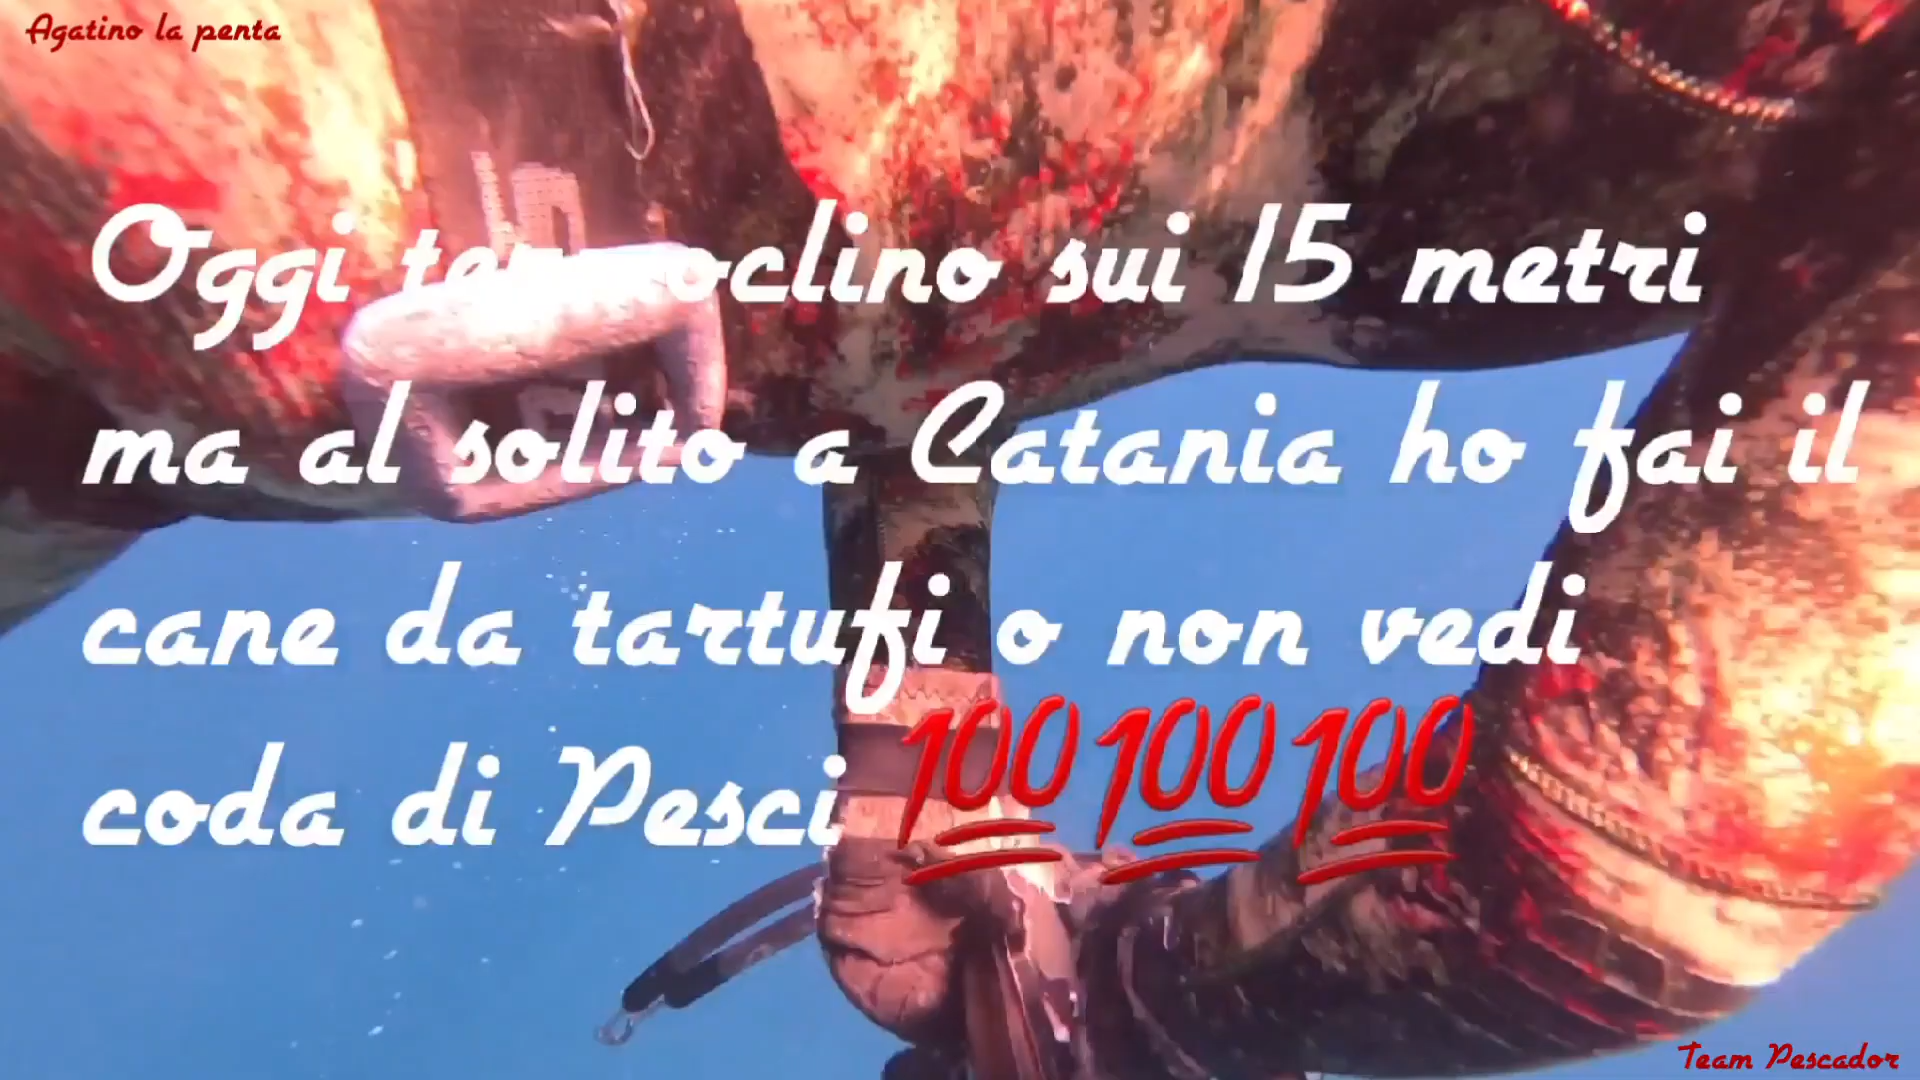 Agatino la penta
Oggi termoclino sui 15 metri
ma al solito a Catania ho fai il
cane da tartufi o non vedi
coda di Pesci 💯💯💯
Team Pescador